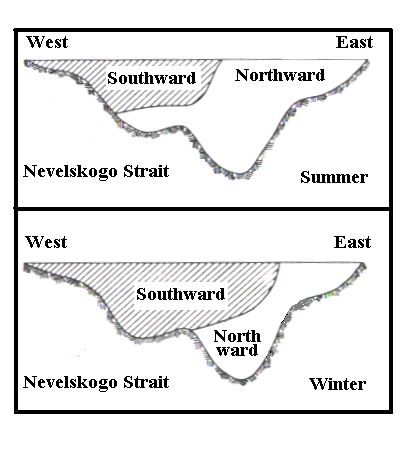 West East
Southward Northward
Nevelskogo Strait
Summer
West East
Southward
North
ward
Nevelskogo Strait Winter